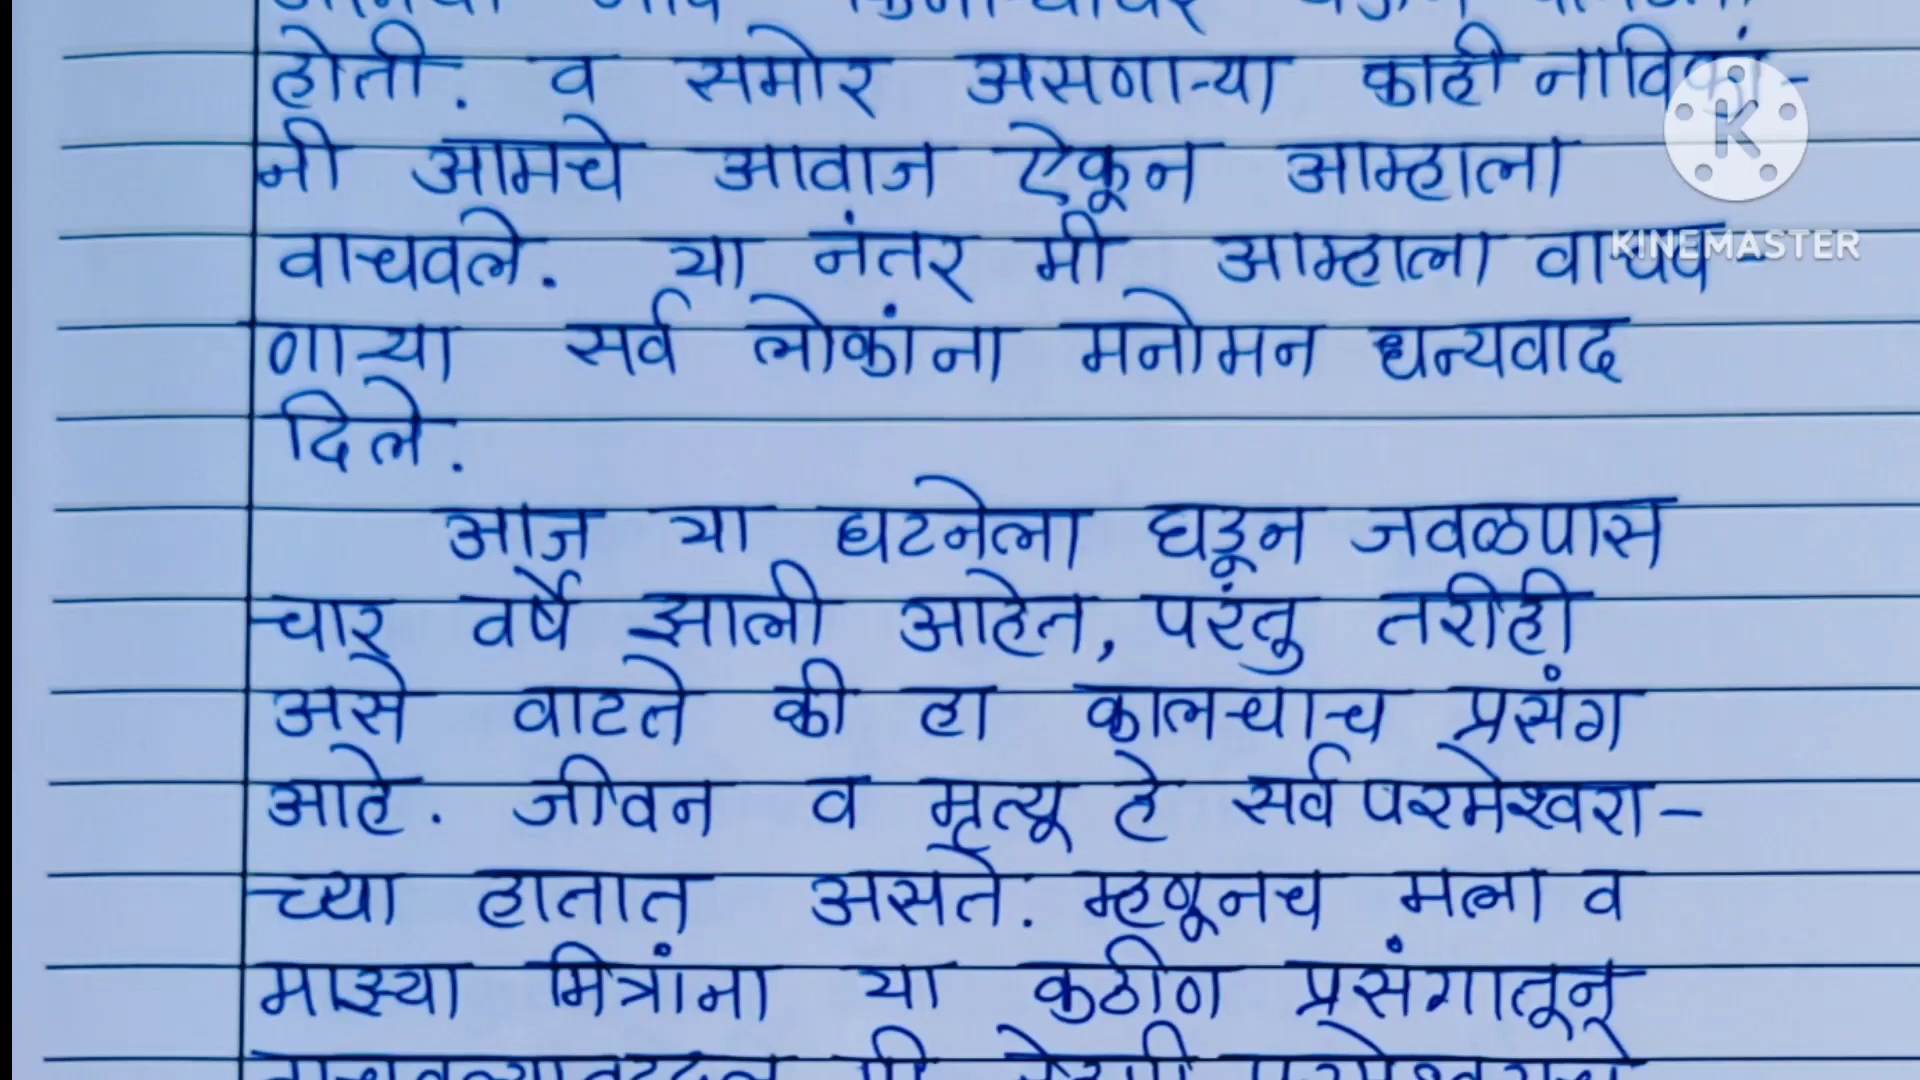 होती. व समोर असणाऱ्या काही नाविकां-
नी आमचे आवाज ऐकून आम्हाला
वाचवले. या नंतर मी आम्हाला वाचव-
णाऱ्या सर्व लोकांना मनोमन धन्यवाद
दिले.
आज या घटनेला घडून जवळपास
चार वर्षे झाली आहेत, परंतु तरीही
असे वाटते की हा कालचाच प्रसंग
आहे. जीवन व मृत्यू हे सर्व परमेश्वरा-
च्या हातात असते. म्हणूनच मला व
माझ्या मित्रांना या कठीण प्रसंगातून
K
KINEMASTER